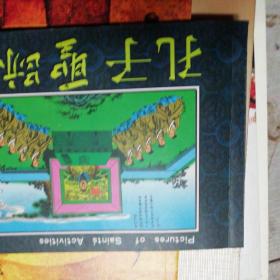 孔子聖跡
Pictures of Saints Activities